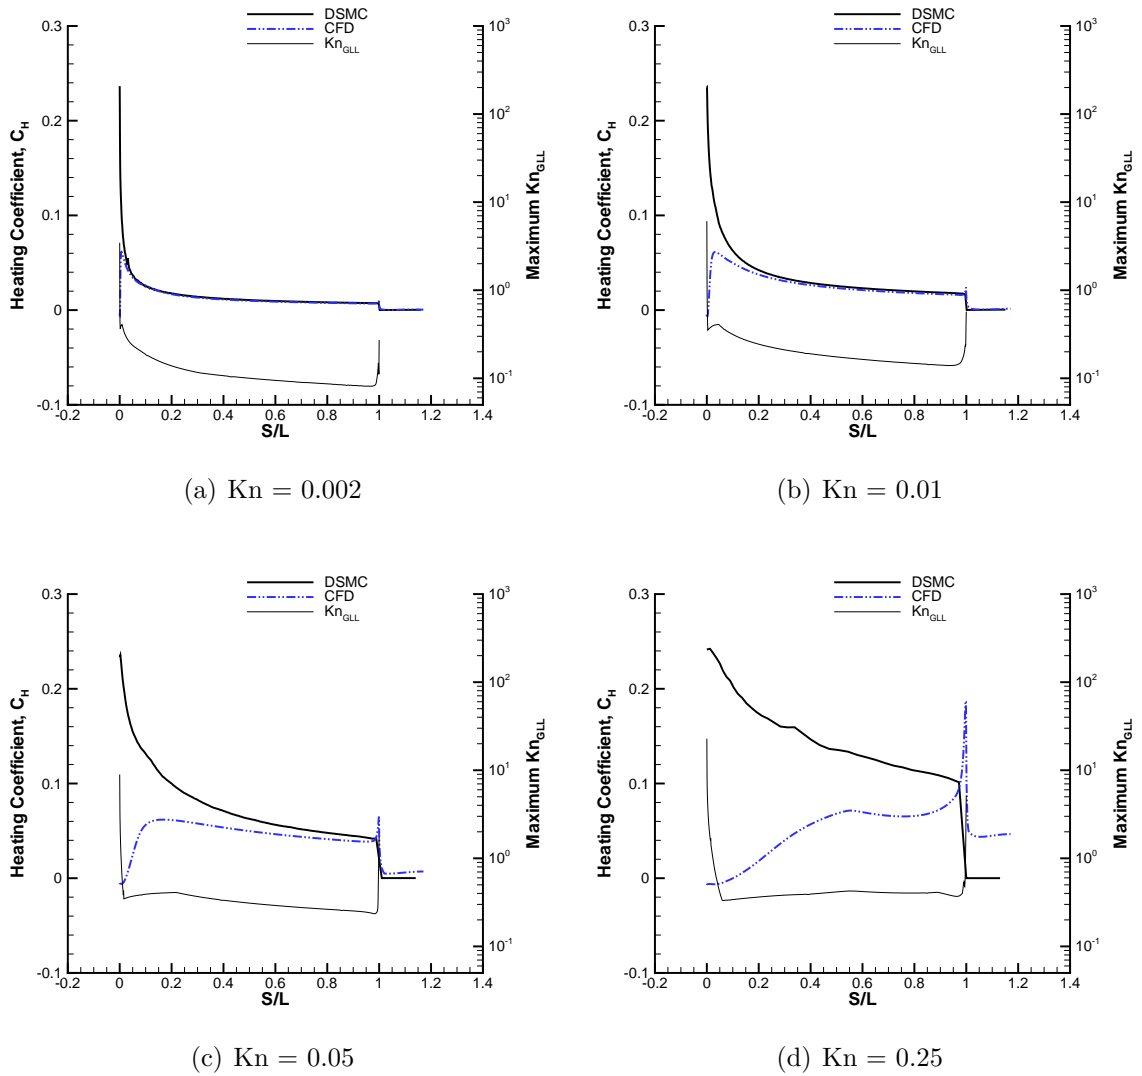 DSMC
CFD
Kn_GLL
0.3
0.2
0.1
0
-0.1
Heating Coefficient, C_H
10^3
10^2
10^1
10^0
10^-1
Maximum Kn_GLL
-0.2 0 0.2 0.4 0.6 0.8 1 1.2 1.4
S/L
(a) Kn = 0.002
DSMC
CFD
Kn_GLL
0.3
0.2
0.1
0
-0.1
Heating Coefficient, C_H
10^3
10^2
10^1
10^0
10^-1
Maximum Kn_GLL
-0.2 0 0.2 0.4 0.6 0.8 1 1.2 1.4
S/L
(b) Kn = 0.01
DSMC
CFD
Kn_GLL
0.3
0.2
0.1
0
-0.1
Heating Coefficient, C_H
10^3
10^2
10^1
10^0
10^-1
Maximum Kn_GLL
-0.2 0 0.2 0.4 0.6 0.8 1 1.2 1.4
S/L
(c) Kn = 0.05
DSMC
CFD
Kn_GLL
0.3
0.2
0.1
0
-0.1
Heating Coefficient, C_H
10^3
10^2
10^1
10^0
10^-1
Maximum Kn_GLL
-0.2 0 0.2 0.4 0.6 0.8 1 1.2 1.4
S/L
(d) Kn = 0.25